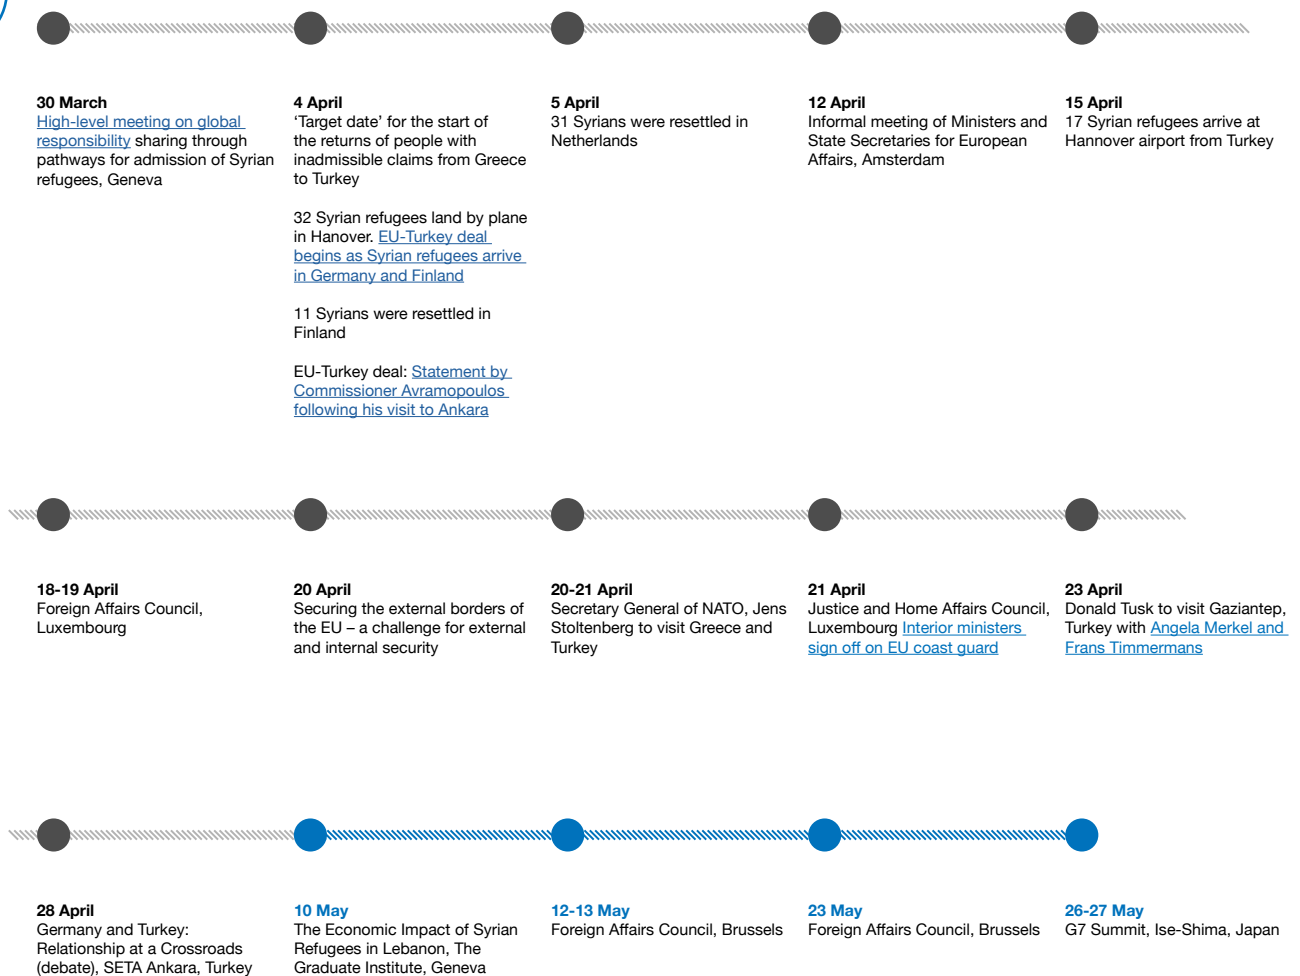 30 March
High-level meeting on global
responsibility sharing through
pathways for admission of Syrian
refugees, Geneva
4 April
‘Target date’ for the start of
the returns of people with
inadmissible claims from Greece
to Turkey
32 Syrian refugees land by plane
in Hanover. EU-Turkey deal
begins as Syrian refugees arrive
in Germany and Finland
11 Syrians were resettled in
Finland
EU-Turkey deal: Statement by
Commissioner Avramopoulos
following his visit to Ankara
5 April
31 Syrians were resettled in
Netherlands
12 April
Informal meeting of Ministers and
State Secretaries for European
Affairs, Amsterdam
15 April
17 Syrian refugees arrive at
Hannover airport from Turkey
18-19 April
Foreign Affairs Council,
Luxembourg
20 April
Securing the external borders of
the EU – a challenge for external
and internal security
20-21 April
Secretary General of NATO, Jens
Stoltenberg to visit Greece and
Turkey
21 April
Justice and Home Affairs Council,
Luxembourg Interior ministers
sign off on EU coast guard
23 April
Donald Tusk to visit Gaziantep,
Turkey with Angela Merkel and
Frans Timmermans
28 April
Germany and Turkey:
Relationship at a Crossroads
(debate), SETA Ankara, Turkey
10 May
The Economic Impact of Syrian
Refugees in Lebanon, The
Graduate Institute, Geneva
12-13 May
Foreign Affairs Council, Brussels
23 May
Foreign Affairs Council, Brussels
26-27 May
G7 Summit, Ise-Shima, Japan